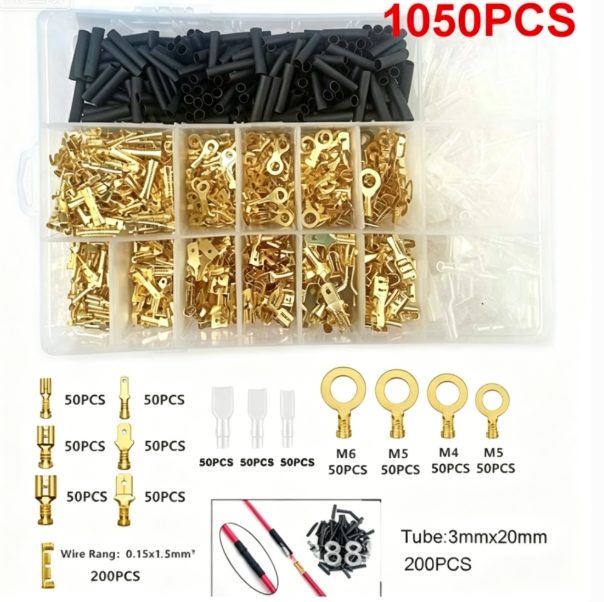 1050PCS
50PCS 50PCS
50PCS 50PCS
50PCS 50PCS
50PCS 50PCS 50PCS
M6 M5 M4 M5
50PCS 50PCS 50PCS 50PCS
Wire Rang: 0.15x1.5mm³
200PCS
Tube:3mmx20mm
200PCS